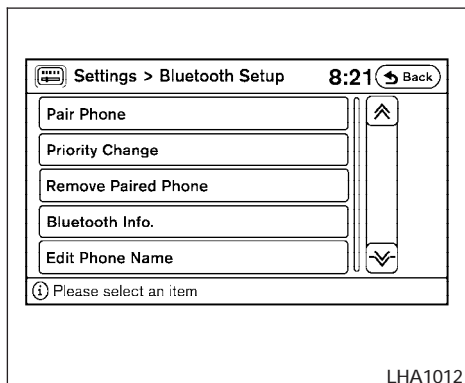 Settings > Bluetooth Setup 8:21 Back
Pair Phone
Priority Change
Remove Paired Phone
Bluetooth Info.
Edit Phone Name
i Please select an item
LHA1012